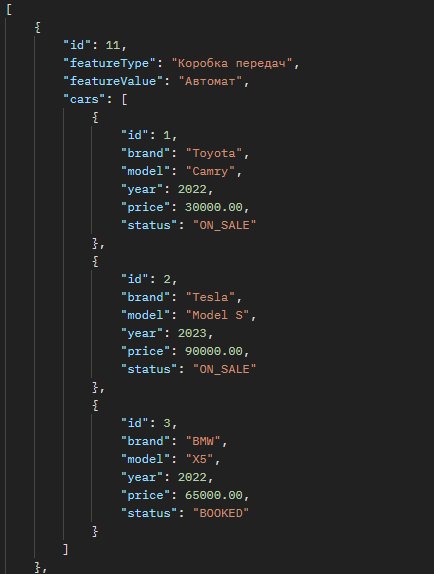 [
{
"id": 11,
"featureType": "Коробка передач",
"featureValue": "Автомат",
"cars": [
{
"id": 1,
"brand": "Toyota",
"model": "Camry",
"year": 2022,
"price": 30000.00,
"status": "ON_SALE"
},
{
"id": 2,
"brand": "Tesla",
"model": "Model S",
"year": 2023,
"price": 90000.00,
"status": "ON_SALE"
},
{
"id": 3,
"brand": "BMW",
"model": "X5",
"year": 2022,
"price": 65000.00,
"status": "BOOKED"
}
]
},